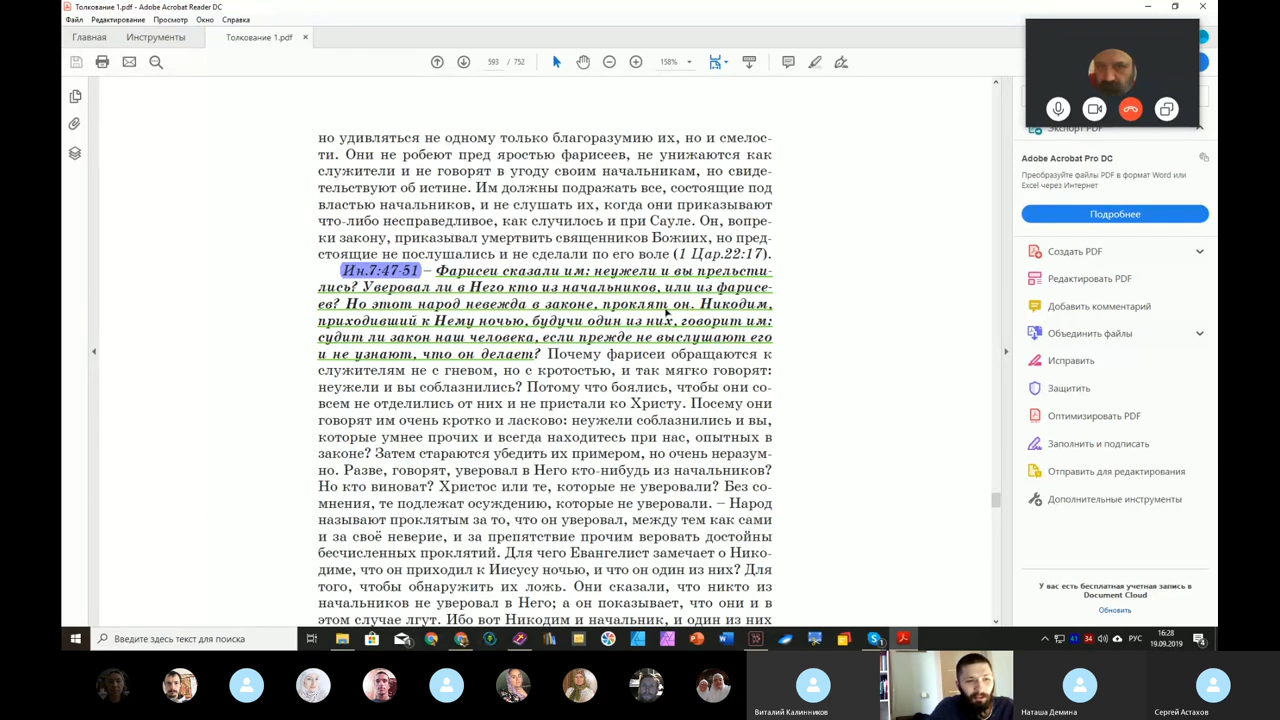 Толкование 1.pdf - Adobe Acrobat Reader DC
Файл Редактирование Просмотр Окно Справка
Главная Инструменты Толкование 1.pdf ×
593 / 752 158%
но удивляться не одному только благоразумию их, но и смелос-
ти. Они не робеют пред яростью фарисеев, не унижаются как
служители и не говорят в угоду своим начальникам, но свиде-
тельствуют об истине. Им должны подражать все, состоящие под
властью начальников, и не слушать их, когда они приказывают
что-либо несправедливое, как случилось и при Сауле. Он, вопре-
ки закону, приказывал умертвить священников Божиих, но пред-
стоящие не послушались и не сделали по его воле (1 Цар.22:17).
Ин.7:47-51 – Фарисеи сказали им: неужели и вы прельсти-
лись? Уверовал ли в Него кто из начальников, или из фарисе-
ев? Но этот народ невежда в законе, проклят он. Никодим,
приходивший к Нему ночью, будучи один из них, говорит им:
судит ли закон наш человека, если прежде не выслушают его
и не узнают, что он делает? Почему фарисеи обращаются к
служителям не с гневом, но с кротостью, и так мягко говорят:
неужели и вы соблазнились? Потому что боялись, чтобы они со-
всем не отделились от них и не пристали ко Христу. Посему они
говорят им очень кротко и ласково: неужели соблазнились и вы,
которые умнее прочих и всегда находитесь при нас, опытных в
законе? Затем стараются убедить их примером, но очень неразум-
но. Разве, говорят, уверовал в Него кто-нибудь из начальников?
Но кто виноват? Христос или те, которые не уверовали? Без со-
мнения, те подлежат осуждению, которые не уверовали. – Народ
называют проклятым за то, что он уверовал, между тем как сами
и за своё неверие, и за препятствие прочим веровать достойны
бесчисленных проклятий. Для чего Евангелист замечает о Нико-
диме, что он приходил к Иисусу ночью, и что он один из них? Для
того, чтобы обнаружить их ложь. Они сказали, что никто из
начальников не уверовал в Него; а он показывает, что они и в
этом случае лгут. Ибо вот Никодим и начальник, и один из них
Экспорт PDF
Adobe Acrobat Pro DC
Преобразуйте файлы PDF в формат Word или
Excel через Интернет
Подробнее
Создать PDF
Редактировать PDF
Добавить комментарий
Объединить файлы
Исправить
Защитить
Оптимизировать PDF
Заполнить и подписать
Отправить для редактирования
Дополнительные инструменты
У вас есть бесплатная учетная запись в
Document Cloud
Обновить
Введите здесь текст для поиска
41 34 РУС
16:28
19.09.2019
4
Виталий Калинников
Наташа Демина
Сергей Астахов